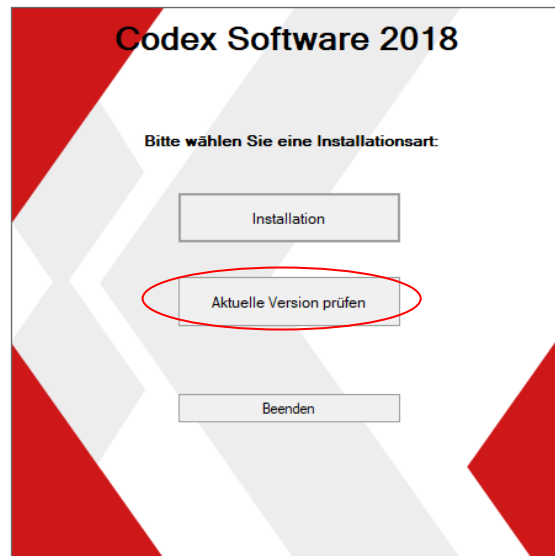 Codex Software 2018
Bitte wählen Sie eine Installationsart:
Installation
Aktuelle Version prüfen
Beenden